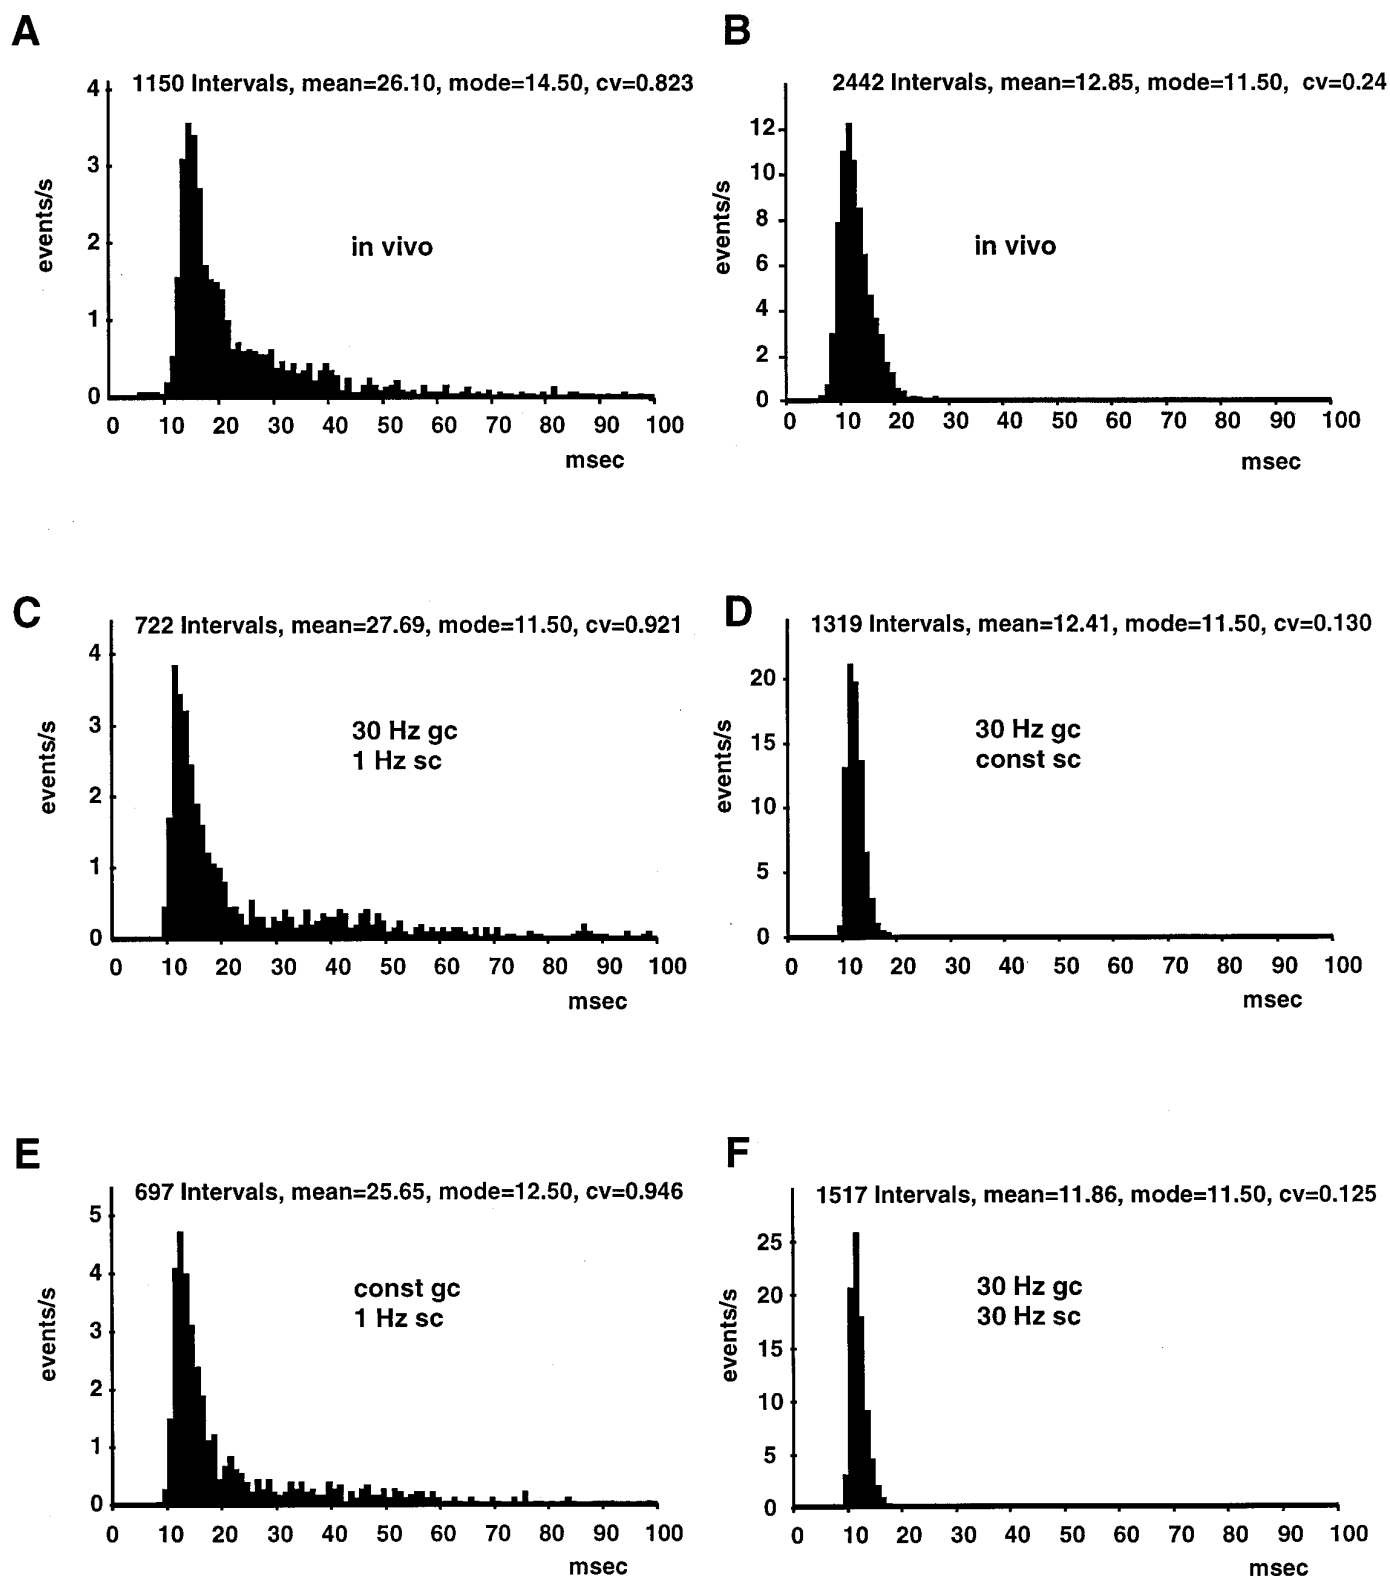 A
1150 Intervals, mean=26.10, mode=14.50, cv=0.823
4
3
2
1
0
events/s
in vivo
0 10 20 30 40 50 60 70 80 90 100
msec
B
2442 Intervals, mean=12.85, mode=11.50, cv=0.24
12
10
8
6
4
2
0
events/s
in vivo
0 10 20 30 40 50 60 70 80 90 100
msec
C
722 Intervals, mean=27.69, mode=11.50, cv=0.921
4
3
2
1
0
events/s
30 Hz gc
1 Hz sc
0 10 20 30 40 50 60 70 80 90 100
msec
D
1319 Intervals, mean=12.41, mode=11.50, cv=0.130
20
15
10
5
0
events/s
30 Hz gc
const sc
0 10 20 30 40 50 60 70 80 90 100
msec
E
697 Intervals, mean=25.65, mode=12.50, cv=0.946
5
4
3
2
1
0
events/s
const gc
1 Hz sc
0 10 20 30 40 50 60 70 80 90 100
msec
F
1517 Intervals, mean=11.86, mode=11.50, cv=0.125
25
20
15
10
5
0
events/s
30 Hz gc
30 Hz sc
0 10 20 30 40 50 60 70 80 90 100
msec